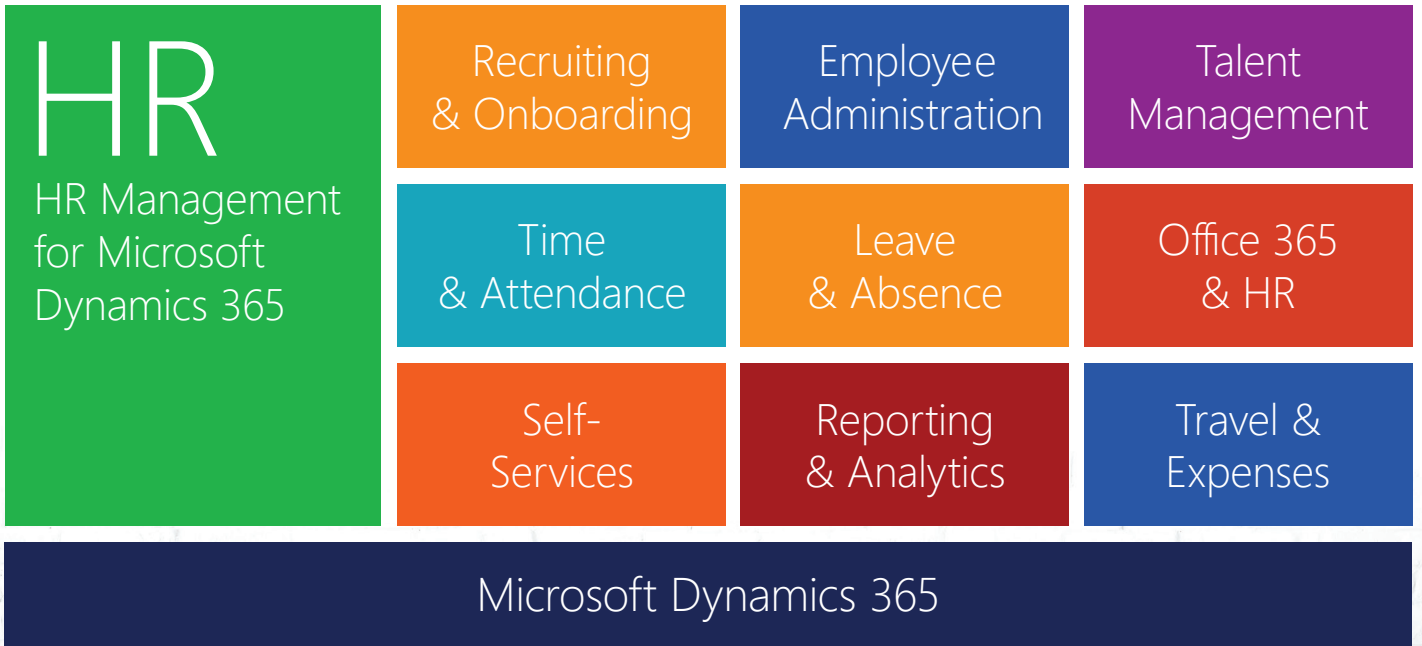 HR
HR Management
for Microsoft
Dynamics 365
Recruiting
& Onboarding
Employee
Administration
Talent
Management
Time
& Attendance
Leave
& Absence
Office 365
& HR
Self-
Services
Reporting
& Analytics
Travel &
Expenses
Microsoft Dynamics 365